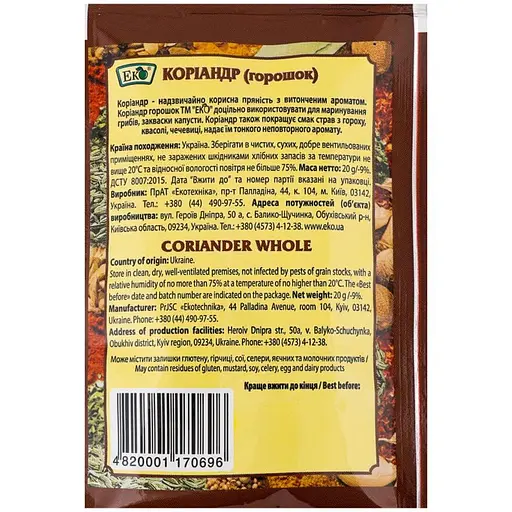 ЕКО
КОРІАНДР (горошок)
Коріандр - надзвичайно корисна пряність з витонченим ароматом.
Коріандр горошок ТМ "ЕКО" доцільно використовувати для маринування
грибів, закваски капусти. Коріандр також покращує смак страв з гороху,
квасолі, чечевиці, надає їм тонкого неповторного аромату.
Країна походження: Україна. Зберігати в чистих, сухих, добре вентильованих
приміщеннях, не заражених шкідниками хлібних запасів за температури не
вище 20°С та відносної вологості повітря не більше 75%. Маса нетто: 20g/-9%.
ДСТУ 8007:2015. Дата "Вжити до" та номер партії вказані на упаковці.
Виробник: ПрАТ «Екотехніка», пр-т Палладіна, 44, к. 104, м. Київ, 03142,
Україна. Тел.: +380 (44) 490-97-55. Адреса потужностей (об'єкта)
виробництва: вул. Героїв Дніпра, 50 а, с. Балико-Щучинка, Обухівський р-н,
Київська область, 09234, Україна. Тел.: +380 (4573) 4-12-38. www.eko.ua
CORIANDER WHOLE
Country of origin: Ukraine.
Store in clean, dry, well-ventilated premises, not infected by pests of grain stocks, with a
relative humidity of no more than 75% at a temperature of no higher than 20°C. The «Best
before» date and batch number are indicated on the package. Net weight: 20 g /-9%.
Manufacturer: PrJSC «Ekotechnika», 44 Palladina Avenue, room 104, Kyiv, 03142,
Ukraine. Phone: +380 (44) 490-97-55.
Address of production facilities: Heroiv Dnipra str., 50a, v. Balyko-Schuchynka,
Obukhiv district, Kyiv region, 09234, Ukraine. Phone: +380 (4573) 4-12-38.
Може містити залишки глютену, гірчиці, сої, селери, яєчних та молочних продуктів /
May contain residues of gluten, mustard, soy, celery, egg and dairy products
Краще вжити до кінця / Best before:
4 820001 170696